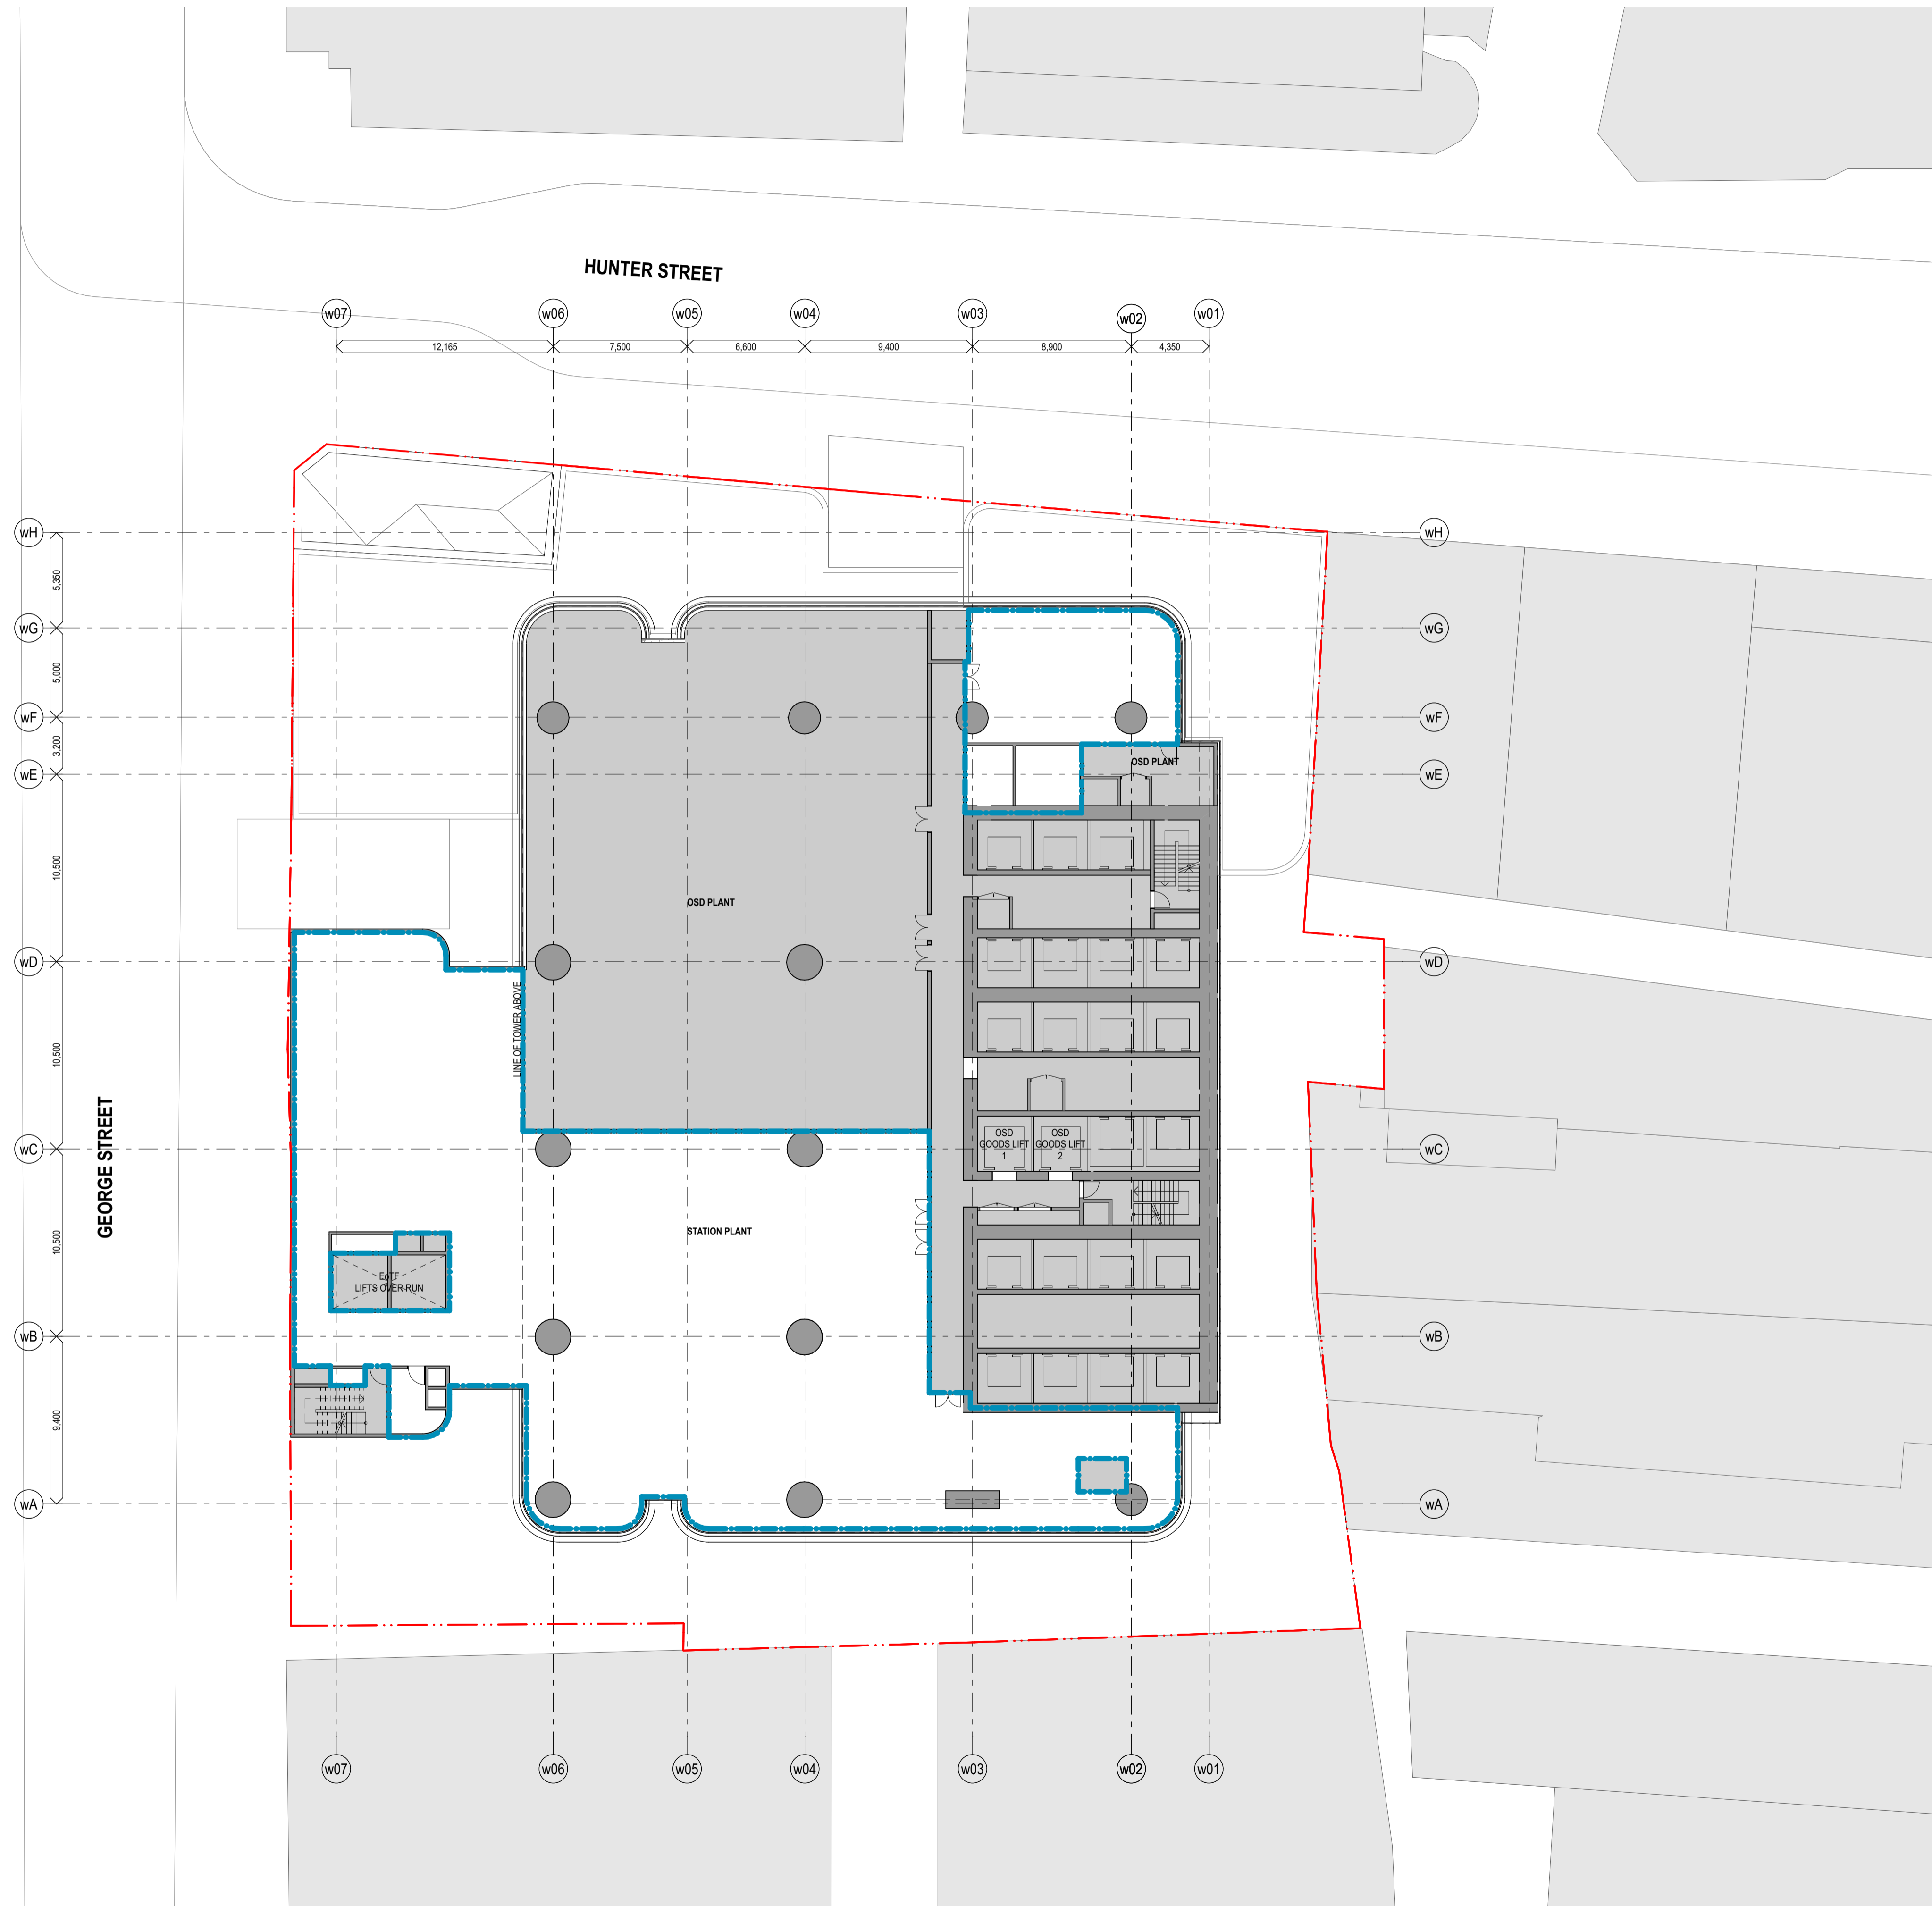 HUNTER STREET
w07
w06
w05
w04
w03
w02
w01
12,165
7,500
6,600
9,400
8,900
4,350
wH
wH
5,350
wG
wG
5,000
wF
wF
3,200
OSD PLANT
wE
wE
10,500
OSD PLANT
wD
wD
LINE OF TOWER ABOVE
10,500
GEORGE STREET
OSD
GOODS LIFT
1
OSD
GOODS LIFT
2
wC
wC
10,500
STATION PLANT
EoTF
LIFTS OVER RUN
wB
wB
9,400
wA
wA
w07
w06
w05
w04
w03
w02
w01